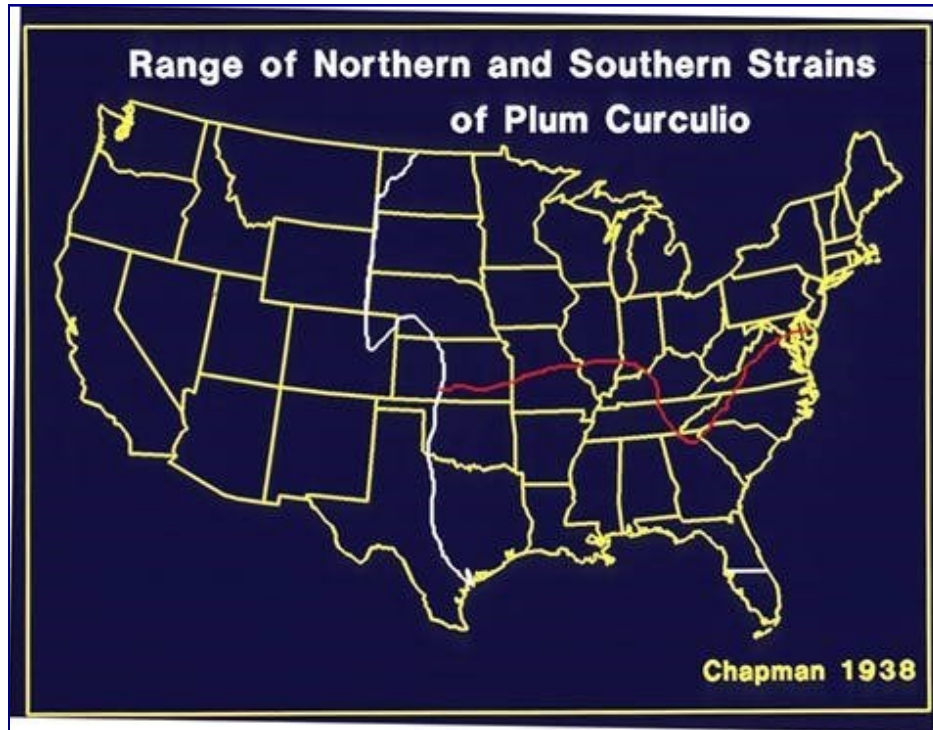 Range of Northern and Southern Strains
of Plum Curculio
Chapman 1938